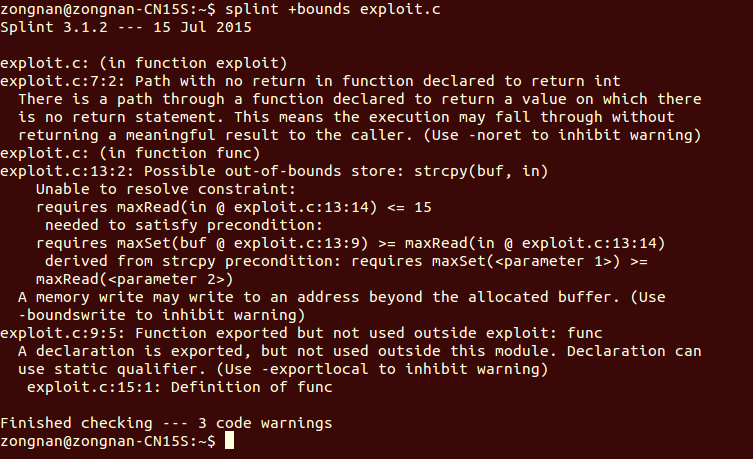 zongnan@zongnan-CN15S:~$ splint +bounds exploit.c
Splint 3.1.2 --- 15 Jul 2015

exploit.c: (in function exploit)
exploit.c:7:2: Path with no return in function declared to return int
  There is a path through a function declared to return a value on which there
  is no return statement. This means the execution may fall through without
  returning a meaningful result to the caller. (Use -noret to inhibit warning)
exploit.c: (in function func)
exploit.c:13:2: Possible out-of-bounds store: strcpy(buf, in)
    Unable to resolve constraint:
    requires maxRead(in @ exploit.c:13:14) <= 15
     needed to satisfy precondition:
    requires maxSet(buf @ exploit.c:13:9) >= maxRead(in @ exploit.c:13:14)
     derived from strcpy precondition: requires maxSet(<parameter 1>) >=
    maxRead(<parameter 2>)
  A memory write may write to an address beyond the allocated buffer. (Use
  -boundswrite to inhibit warning)
exploit.c:9:5: Function exported but not used outside exploit: func
  A declaration is exported, but not used outside this module. Declaration can
  use static qualifier. (Use -exportlocal to inhibit warning)
   exploit.c:15:1: Definition of func

Finished checking --- 3 code warnings
zongnan@zongnan-CN15S:~$